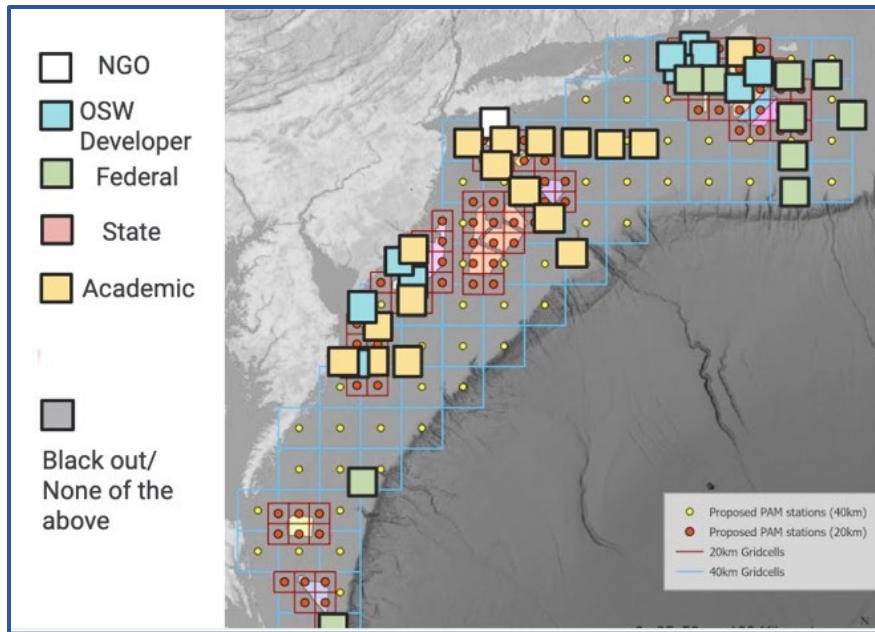 NGO
OSW
Developer
Federal
State
Academic
Black out/
None of the
above
Proposed PAM stations (40km)
Proposed PAM stations (20km)
20km Gridcells
40km Gridcells